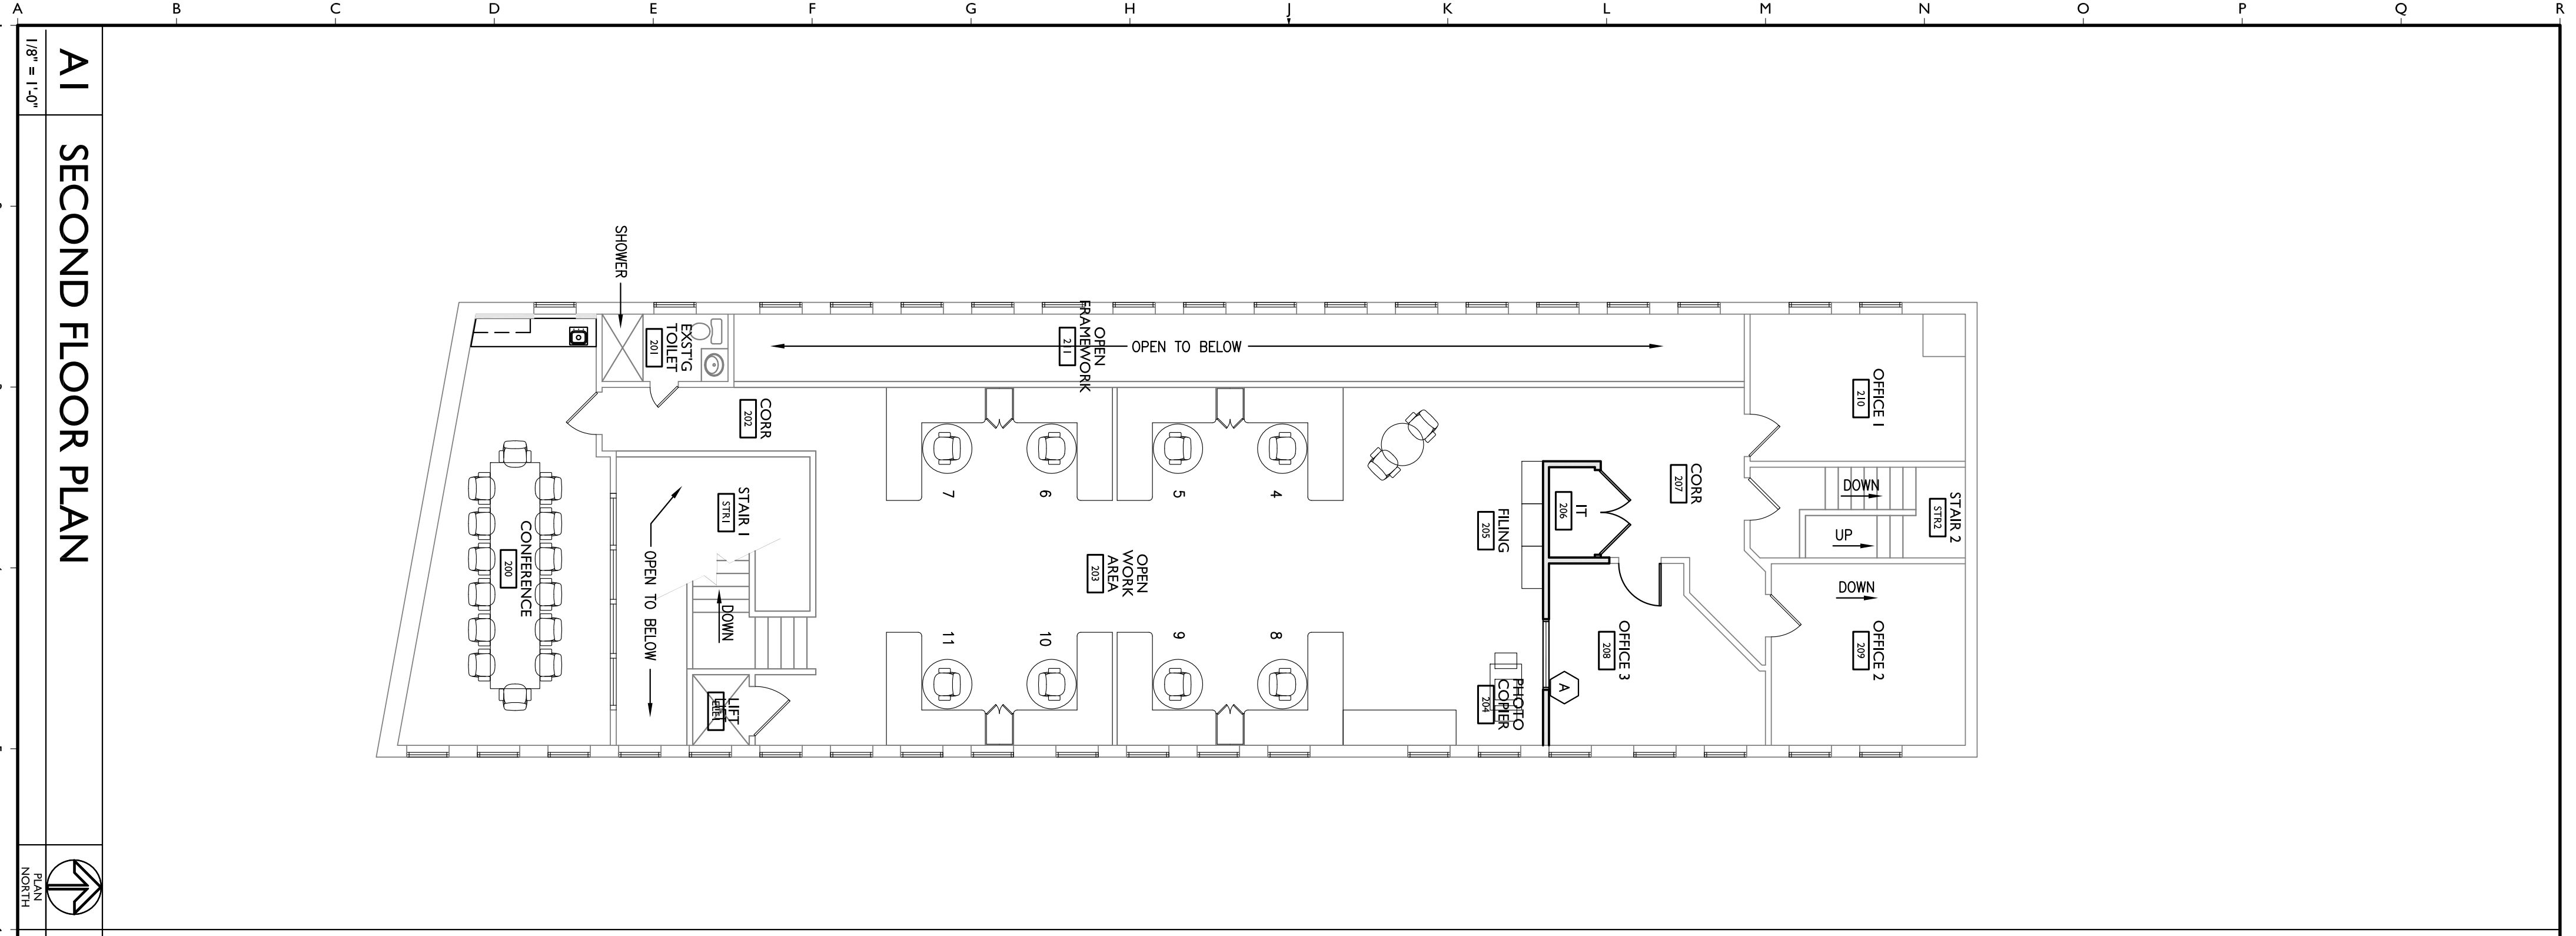 A B C D E F G H J K L M N O P Q R
A1
1/8" = 1'-0"
SECOND FLOOR PLAN
PLAN
NORTH
SHOWER
EXST'G
TOILET
201
OPEN
FRAMEWORK
211
OPEN TO BELOW
CORR
202
CONFERENCE
200
STAIR 1
STR1
OPEN TO BELOW
DOWN
LIFT
7
6
5
4
OPEN
WORK
AREA
203
11
10
9
8
FILING
205
PHOTO
COPIER
204
IT
206
CORR
207
OFFICE 3
208
A
OFFICE 1
210
STAIR 2
STR2
DOWN
UP
DOWN
OFFICE 2
209